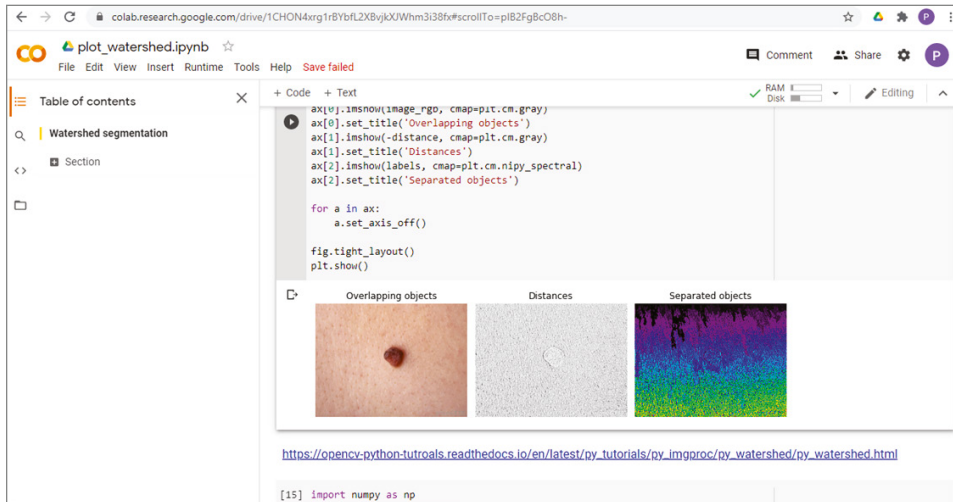 colab.research.google.com/drive/1CHON4xrg1rBYbfL2XBvjkXJWhm3i38fx#scrollTo=pIB2FgBcO8h-
P
CO
plot_watershed.ipynb
Comment
Share
P
File Edit View Insert Runtime Tools Help Save failed
Table of contents
+ Code + Text
RAM
Disk
Editing
Watershed segmentation
Section
ax[0].imshow(image_rgb, cmap=plt.cm.gray)
ax[0].set_title('Overlapping objects')
ax[1].imshow(-distance, cmap=plt.cm.gray)
ax[1].set_title('Distances')
ax[2].imshow(labels, cmap=plt.cm.nipy_spectral)
ax[2].set_title('Separated objects')
for a in ax:
a.set_axis_off()
fig.tight_layout()
plt.show()
Overlapping objects
Distances
Separated objects
https://opencv-python-tutroals.readthedocs.io/en/latest/py_tutorials/py_imgproc/py_watershed/py_watershed.html
[15] import numpy as np